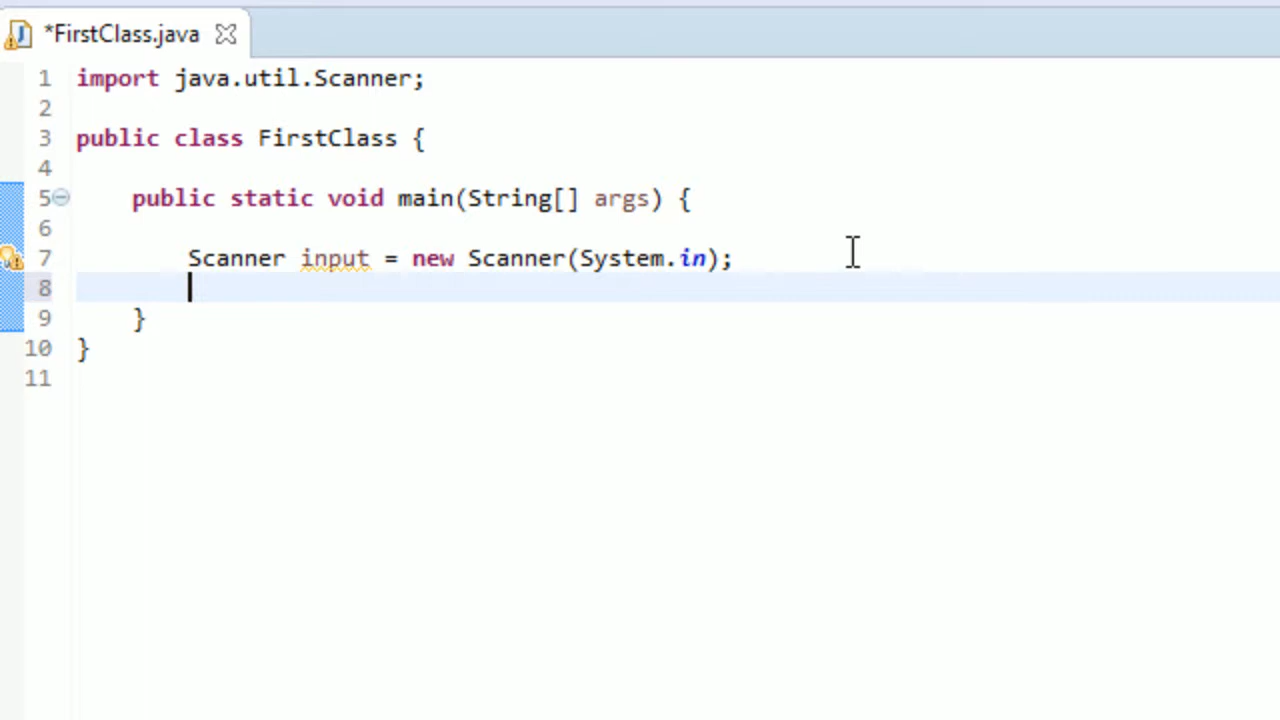 *FirstClass.java
1 import java.util.Scanner;
2
3 public class FirstClass {
4
5 public static void main(String[] args) {
6
7 Scanner input = new Scanner(System.in);
8
9 }
10 }
11